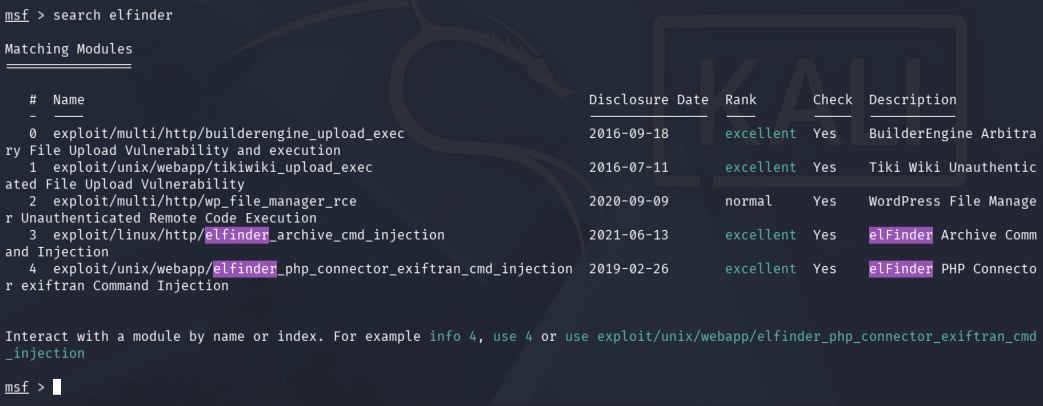 KALI
msf > search elfinder
Matching Modules
================
# Name Disclosure Date Rank Check Description
- ---- --------------- ---- ----- -----------
0 exploit/multi/http/builderengine_upload_exec 2016-09-18 excellent Yes BuilderEngine Arbitra
ry File Upload Vulnerability and execution
1 exploit/unix/webapp/tikiwiki_upload_exec 2016-07-11 excellent Yes Tiki Wiki Unauthentic
ated File Upload Vulnerability
2 exploit/multi/http/wp_file_manager_rce 2020-09-09 normal Yes WordPress File Manage
r Unauthenticated Remote Code Execution
3 exploit/linux/http/elfinder_archive_cmd_injection 2021-06-13 excellent Yes elFinder Archive Comm
and Injection
4 exploit/unix/webapp/elfinder_php_connector_exiftran_cmd_injection 2019-02-26 excellent Yes elFinder PHP Connecto
r exiftran Command Injection
Interact with a module by name or index. For example info 4, use 4 or use exploit/unix/webapp/elfinder_php_connector_exiftran_cmd
_injection
msf >